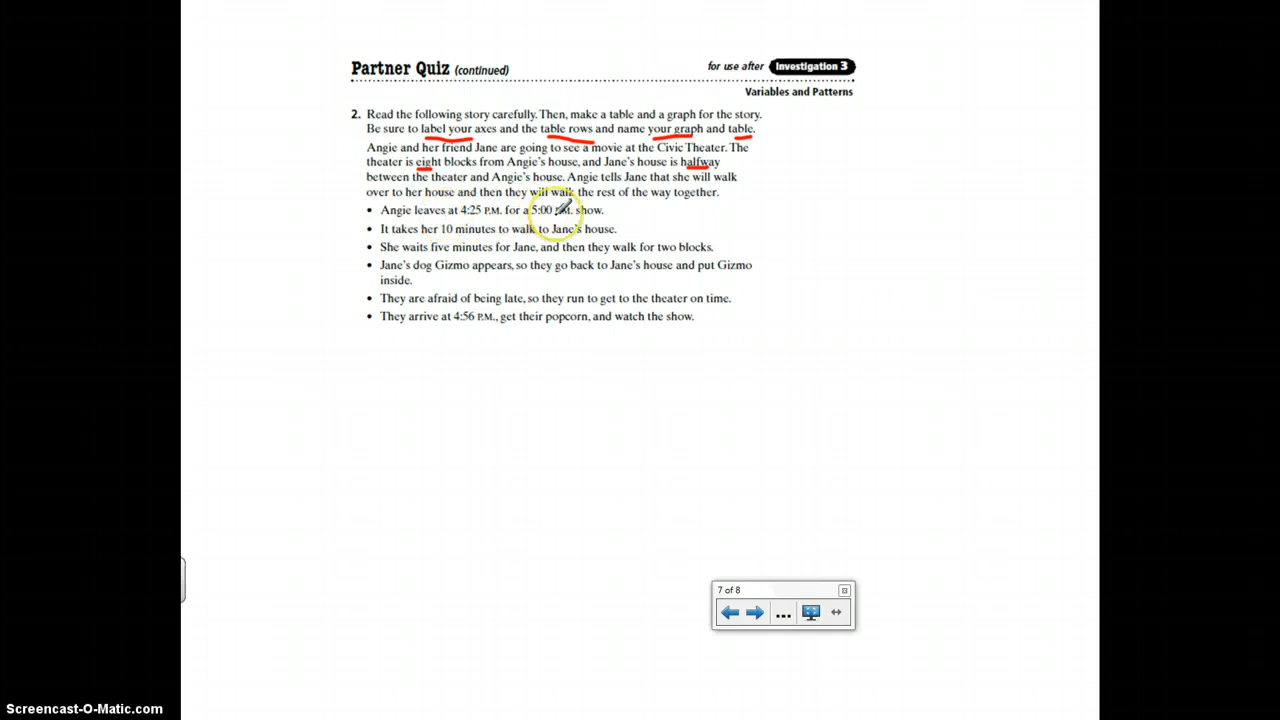 Partner Quiz (continued)
for use after Investigation 3
Variables and Patterns
2. Read the following story carefully. Then, make a table and a graph for the story.
Be sure to label your axes and the table rows and name your graph and table.
Angie and her friend Jane are going to see a movie at the Civic Theater. The
theater is eight blocks from Angie's house, and Jane's house is halfway
between the theater and Angie's house. Angie tells Jane that she will walk
over to her house and then they will walk the rest of the way together.
• Angie leaves at 4:25 P.M. for a 5:00 P.M. show.
• It takes her 10 minutes to walk to Jane's house.
• She waits five minutes for Jane, and then they walk for two blocks.
• Jane's dog Gizmo appears, so they go back to Jane's house and put Gizmo
inside.
• They are afraid of being late, so they run to get to the theater on time.
• They arrive at 4:56 P.M., get their popcorn, and watch the show.
7 of 8
Screencast-O-Matic.com